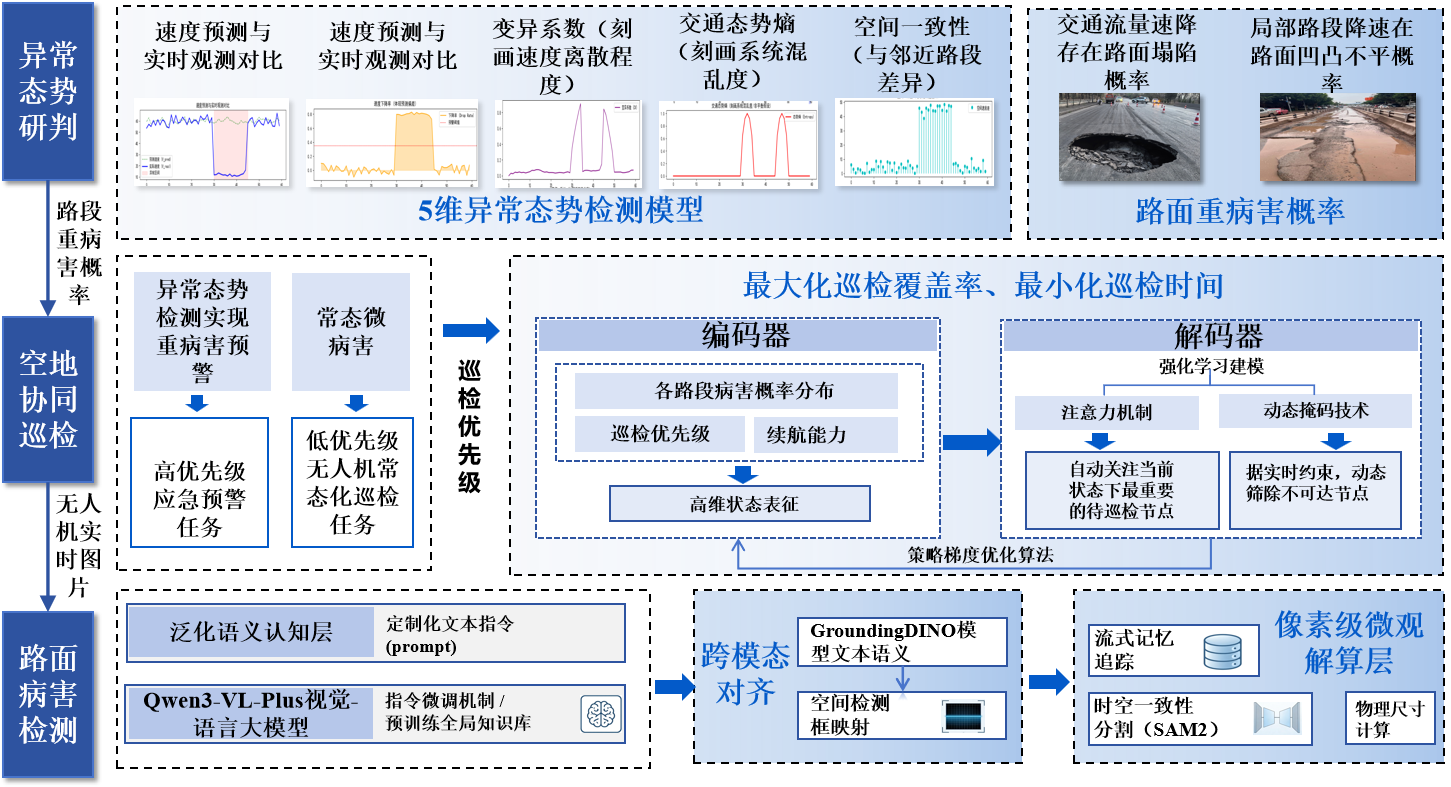 异常
态势
研判
速度预测与
实时观测对比
速度预测与
实时观测对比
变异系数（刻
画速度离散程
度）
交通态势熵
（刻画系统混
乱度）
空间一致性
（与邻近路段
差异）
5维异常态势检测模型
交通流量速降
存在路面塌陷
概率
局部路段降速在
路面凹凸不平概
率
路面重病害概率
路段
重病
害概
率
空地
协同
巡检
异常态势
检测实现
重病害预
警
常态微
病害
高优先级
应急预警
任务
低优先级
无人机常
态化巡检
任务
巡检优先级
最大化巡检覆盖率、最小化巡检时间
编码器
各路段病害概率分布
巡检优先级
续航能力
高维状态表征
解码器
强化学习建模
注意力机制
动态掩码技术
自动关注当前
状态下最重要
的待巡检节点
据实时约束，动态
筛除不可达节点
策略梯度优化算法
无人
机实
时图
片
路面
病害
检测
泛化语义认知层
定制化文本指令
(prompt)
Qwen3-VL-Plus视觉-
语言大模型
指令微调机制 /
预训练全局知识库
跨模态
对齐
GroundingDINO模
型文本语义
空间检测
框映射
像素级微观
解算层
流式记忆
追踪
时空一致性
分割（SAM2）
物理尺寸
计算